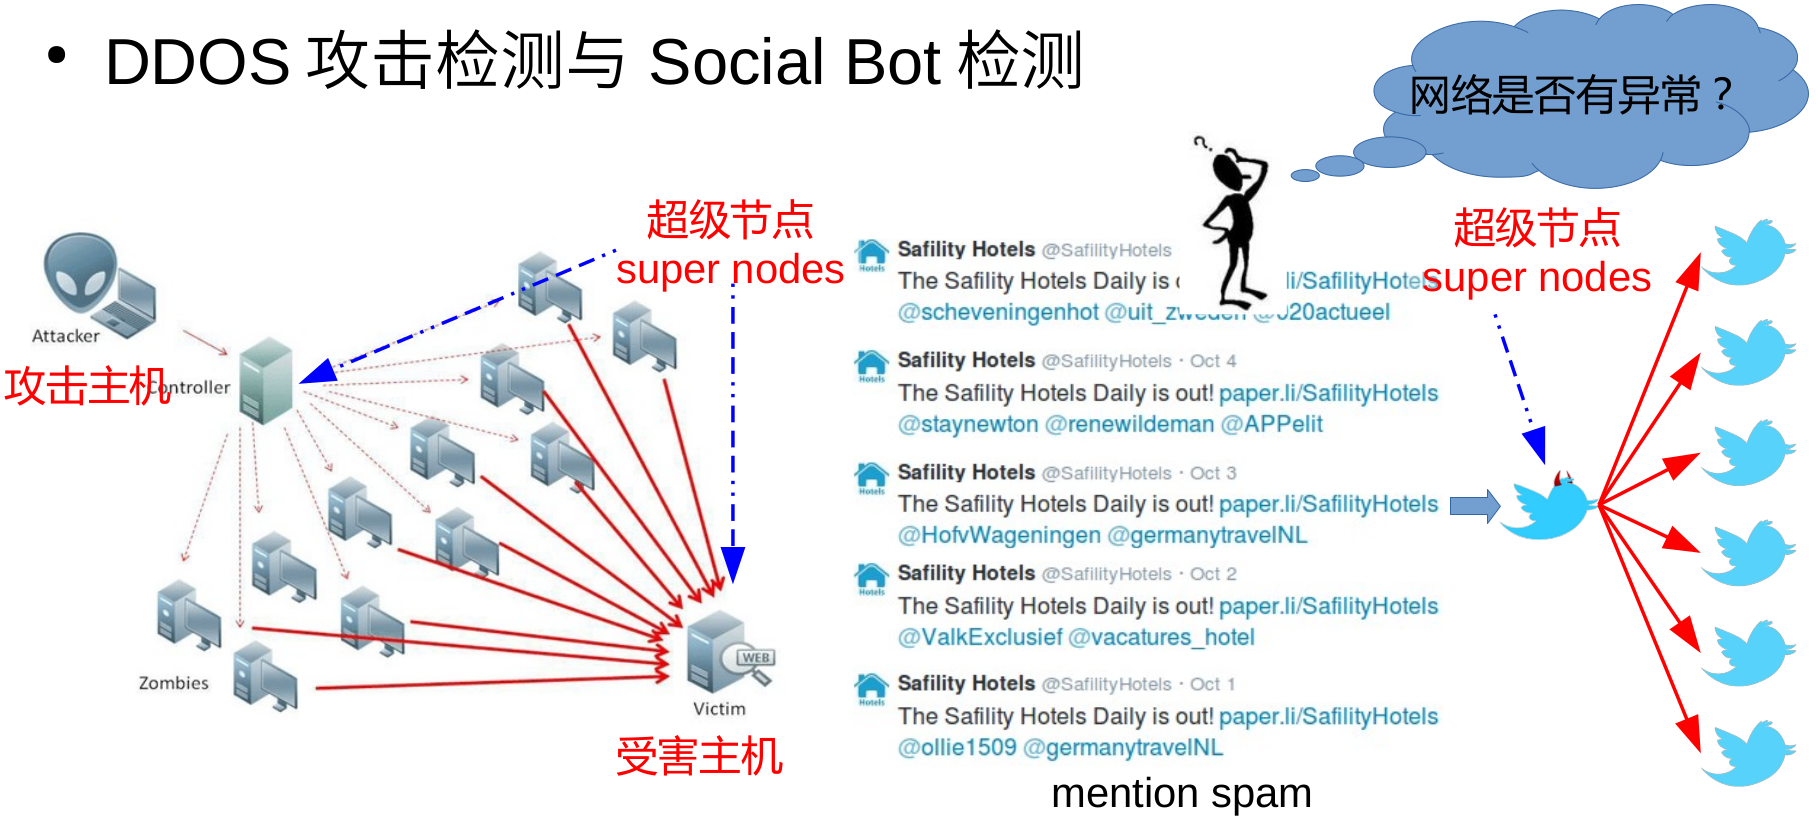 • DDOS 攻击检测与 Social Bot 检测
网络是否有异常？
超级节点
super nodes
Attacker
攻击主机
Controller
Zombies
WEB
Victim
受害主机
Safility Hotels @SafilityHotels
The Safility Hotels Daily is li/SafilityHotels
@scheveningenhot @uit_zweden @020actueel
Hotels
Safility Hotels @SafilityHotels · Oct 4
The Safility Hotels Daily is out! paper.li/SafilityHotels
@staynewton @renewildeman @APPelit
Hotels
Safility Hotels @SafilityHotels · Oct 3
The Safility Hotels Daily is out! paper.li/SafilityHotels
@HofvWageningen @germanytravelNL
Hotels
Safility Hotels @SafilityHotels · Oct 2
The Safility Hotels Daily is out! paper.li/SafilityHotels
@ValkExclusief @vacatures_hotel
Hotels
Safility Hotels @SafilityHotels · Oct 1
The Safility Hotels Daily is out! paper.li/SafilityHotels
@ollie1509 @germanytravelNL
Hotels
mention spam
超级节点
super nodes